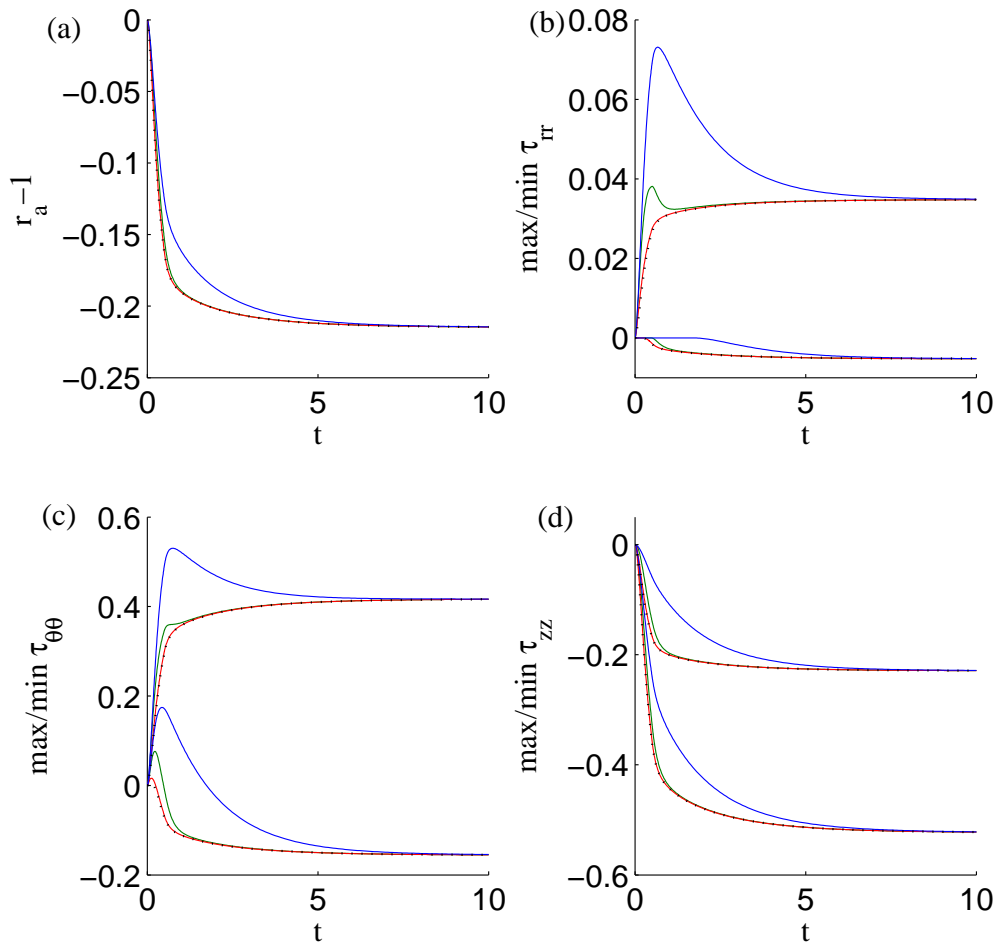 (a)
0
−0.05
−0.1
−0.15
−0.2
−0.25
r_a−1
0 5 10
t
(b)
0.08
0.06
0.04
0.02
0
max/min τ_rr
0 5 10
t
(c)
0.6
0.4
0.2
0
−0.2
max/min τ_θθ
0 5 10
t
(d)
0
−0.2
−0.4
−0.6
max/min τ_zz
0 5 10
t